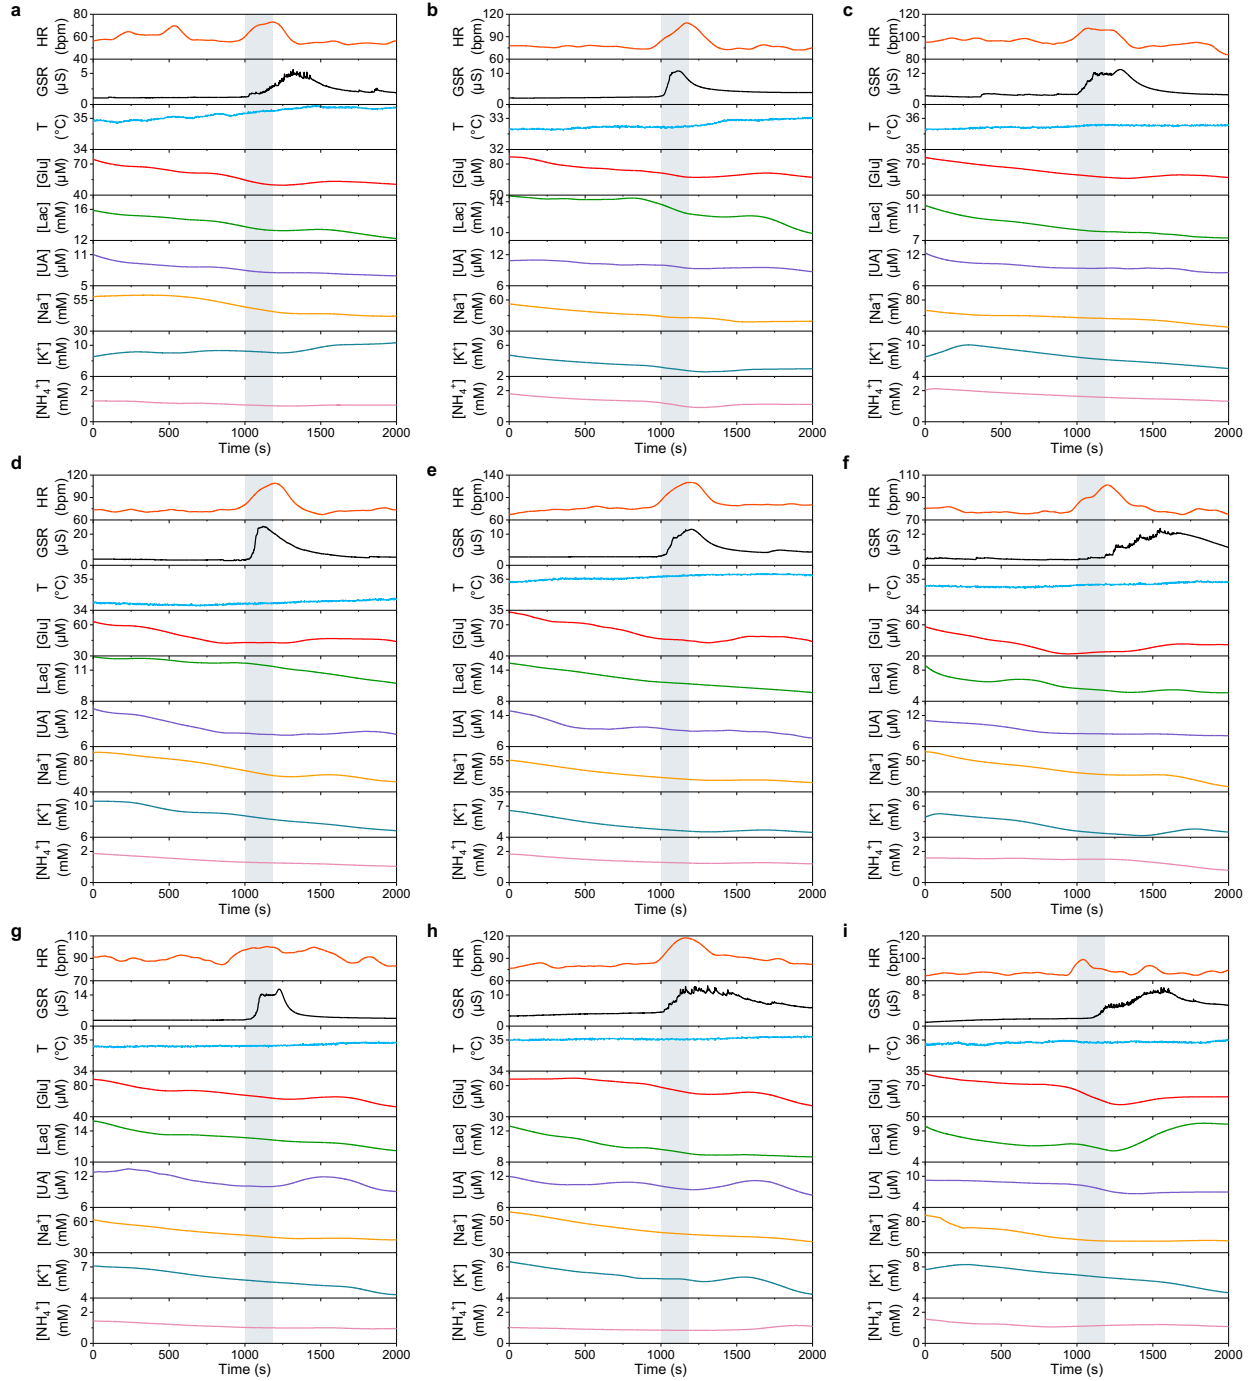 a
HR (bpm) 80 60 40
GSR (µS) 5 0
T (°C) 35 34
[Glu] (µM) 70 40
[Lac] (mM) 16 12
[UA] (µM) 11 5
[Na⁺] (mM) 55 30
[K⁺] (mM) 10 4
[NH₄⁺] (mM) 2 0
0 500 1000 1500 2000
Time (s)
b
HR (bpm) 120 90 60
GSR (µS) 10 0
T (°C) 33 32
[Glu] (µM) 80 50
[Lac] (mM) 14 10
[UA] (µM) 12 6
[Na⁺] (mM) 60 30
[K⁺] (mM) 6 2
[NH₄⁺] (mM) 2 0
0 500 1000 1500 2000
Time (s)
c
HR (bpm) 120 100 80
GSR (µS) 12 0
T (°C) 36 35
[Glu] (µM) 70 50
[Lac] (mM) 11 7
[UA] (µM) 12 6
[Na⁺] (mM) 80 40
[K⁺] (mM) 10 4
[NH₄⁺] (mM) 2 0
0 500 1000 1500 2000
Time (s)
d
HR (bpm) 120 90 60
GSR (µS) 20 0
T (°C) 35 34
[Glu] (µM) 60 30
[Lac] (mM) 11 8
[UA] (µM) 12 6
[Na⁺] (mM) 80 40
[K⁺] (mM) 10 6
[NH₄⁺] (mM) 2 0
0 500 1000 1500 2000
Time (s)
e
HR (bpm) 140 100 60
GSR (µS) 10 0
T (°C) 36 35
[Glu] (µM) 70 40
[Lac] (mM) 14 8
[UA] (µM) 14 6
[Na⁺] (mM) 55 35
[K⁺] (mM) 6 4
[NH₄⁺] (mM) 2 0
0 500 1000 1500 2000
Time (s)
f
HR (bpm) 110 90 70
GSR (µS) 12 0
T (°C) 35 34
[Glu] (µM) 60 20
[Lac] (mM) 8 4
[UA] (µM) 12 6
[Na⁺] (mM) 50 30
[K⁺] (mM) 6 3
[NH₄⁺] (mM) 2 0
0 500 1000 1500 2000
Time (s)
g
HR (bpm) 110 90 70
GSR (µS) 14 0
T (°C) 35 34
[Glu] (µM) 80 40
[Lac] (mM) 14 10
[UA] (µM) 12 6
[Na⁺] (mM) 60 30
[K⁺] (mM) 7 4
[NH₄⁺] (mM) 2 0
0 500 1000 1500 2000
Time (s)
h
HR (bpm) 120 90 60
GSR (µS) 10 0
T (°C) 35 34
[Glu] (µM) 60 30
[Lac] (mM) 12 8
[UA] (µM) 12 6
[Na⁺] (mM) 50 30
[K⁺] (mM) 6 4
[NH₄⁺] (mM) 2 0
0 500 1000 1500 2000
Time (s)
i
HR (bpm) 120 100 80
GSR (µS) 8 0
T (°C) 36 35
[Glu] (µM) 70 50
[Lac] (mM) 9 4
[UA] (µM) 10 4
[Na⁺] (mM) 80 50
[K⁺] (mM) 8 4
[NH₄⁺] (mM) 2 0
0 500 1000 1500 2000
Time (s)